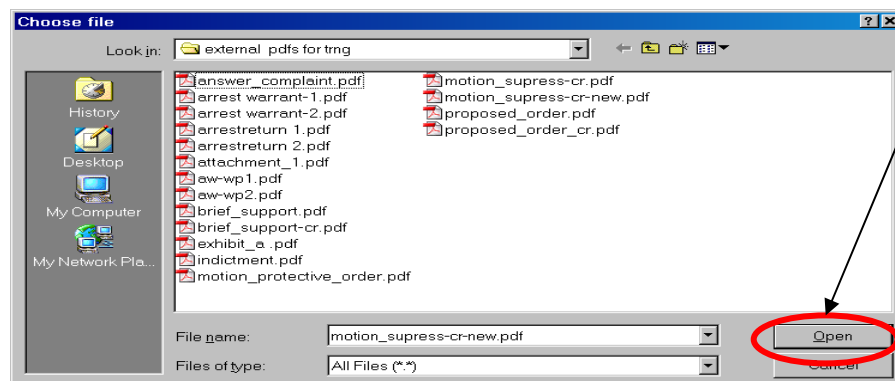 Choose file
Look in:
external pdfs for trng
History
Desktop
My Computer
My Network Pla...
answer_complaint.pdf
arrest warrant-1.pdf
arrest warrant-2.pdf
arrestreturn 1.pdf
arrestreturn 2.pdf
attachment_1.pdf
aw-wp1.pdf
aw-wp2.pdf
brief_support.pdf
brief_support-cr.pdf
exhibit_a .pdf
indictment.pdf
motion_protective_order.pdf
motion_supress-cr.pdf
motion_supress-cr-new.pdf
proposed_order.pdf
proposed_order_cr.pdf
File name:
motion_supress-cr-new.pdf
Open
Files of type:
All Files (*.*)
Cancel